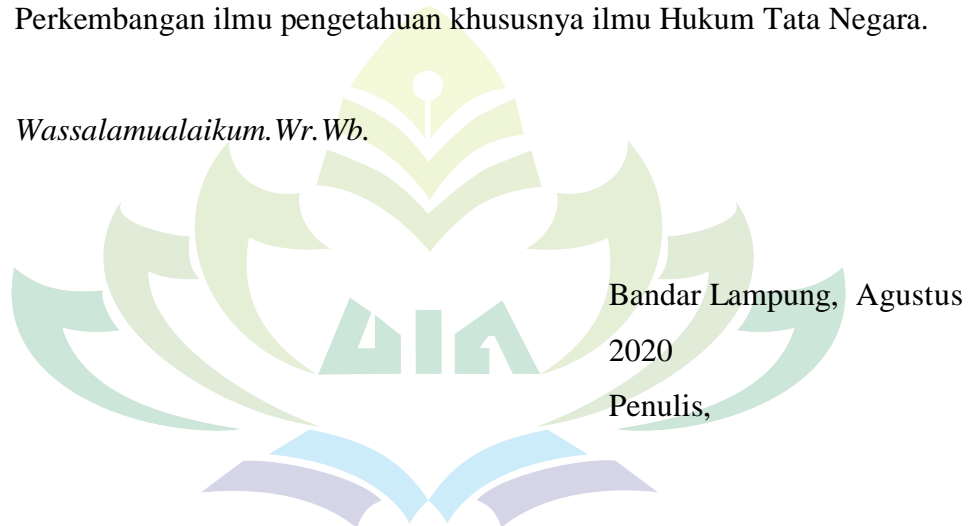 Perkembangan ilmu pengetahuan khususnya ilmu Hukum Tata Negara.
Wassalamualaikum.Wr.Wb.
Bandar Lampung, Agustus
2020
Penulis,